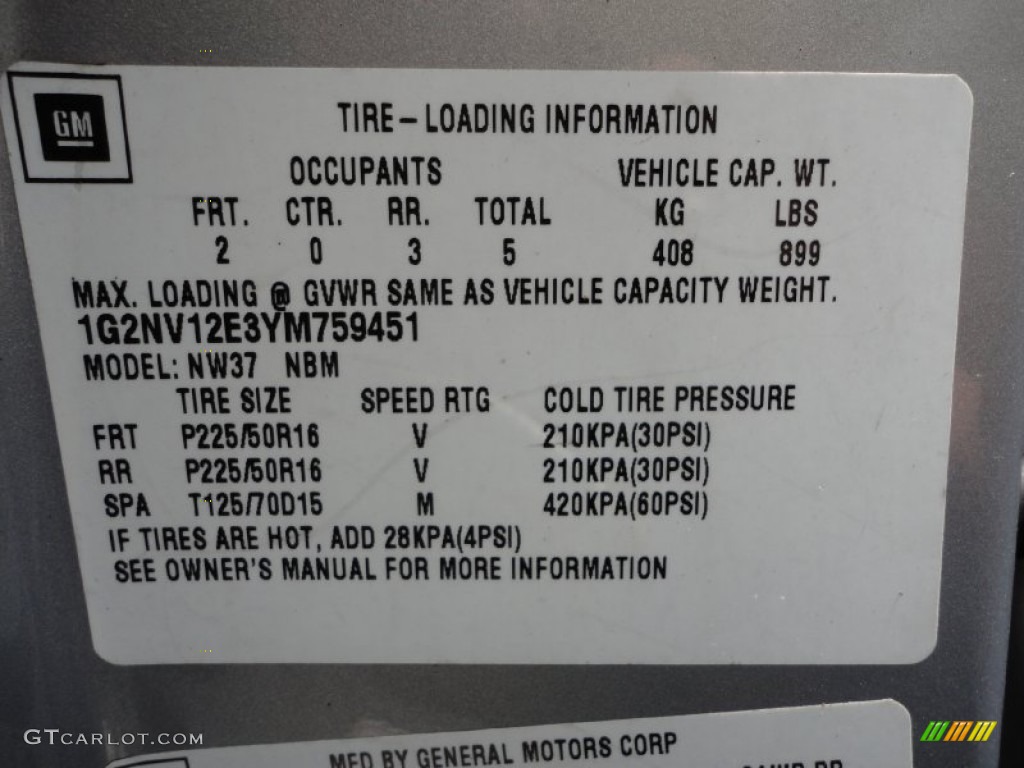 GM
TIRE-LOADING INFORMATION
OCCUPANTS VEHICLE CAP. WT.
FRT. CTR. RR. TOTAL KG LBS
2 0 3 5 408 899
MAX. LOADING @ GVWR SAME AS VEHICLE CAPACITY WEIGHT.
1G2NV12E3YM759451
MODEL: NW37 NBM
TIRE SIZE SPEED RTG COLD TIRE PRESSURE
FRT P225/50R16 V 210KPA(30PSI)
RR P225/50R16 V 210KPA(30PSI)
SPA T125/70D15 M 420KPA(60PSI)
IF TIRES ARE HOT, ADD 28KPA(4PSI)
SEE OWNER'S MANUAL FOR MORE INFORMATION
GTCARLOT.COM
MFD BY GENERAL MOTORS CORP